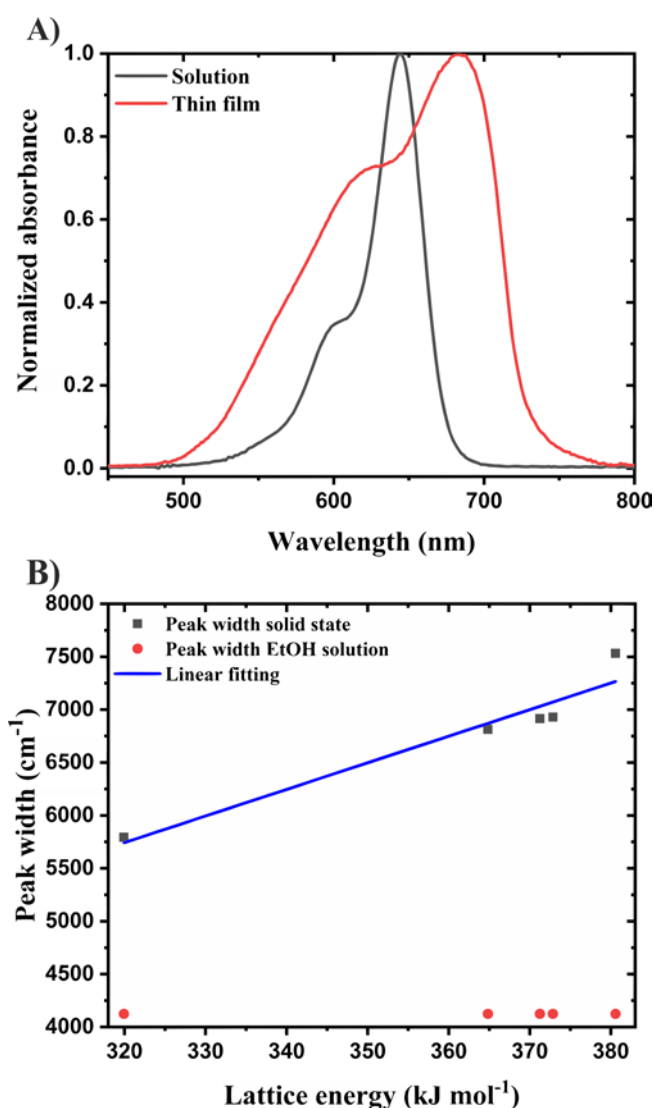 A)
Normalized absorbance
1.0
0.8
0.6
0.4
0.2
0.0
Solution
Thin film
500
600
700
800
Wavelength (nm)
B)
Peak width (cm⁻¹)
8000
7500
7000
6500
6000
5500
5000
4500
4000
Peak width solid state
Peak width EtOH solution
Linear fitting
320
330
340
350
360
370
380
Lattice energy (kJ mol⁻¹)